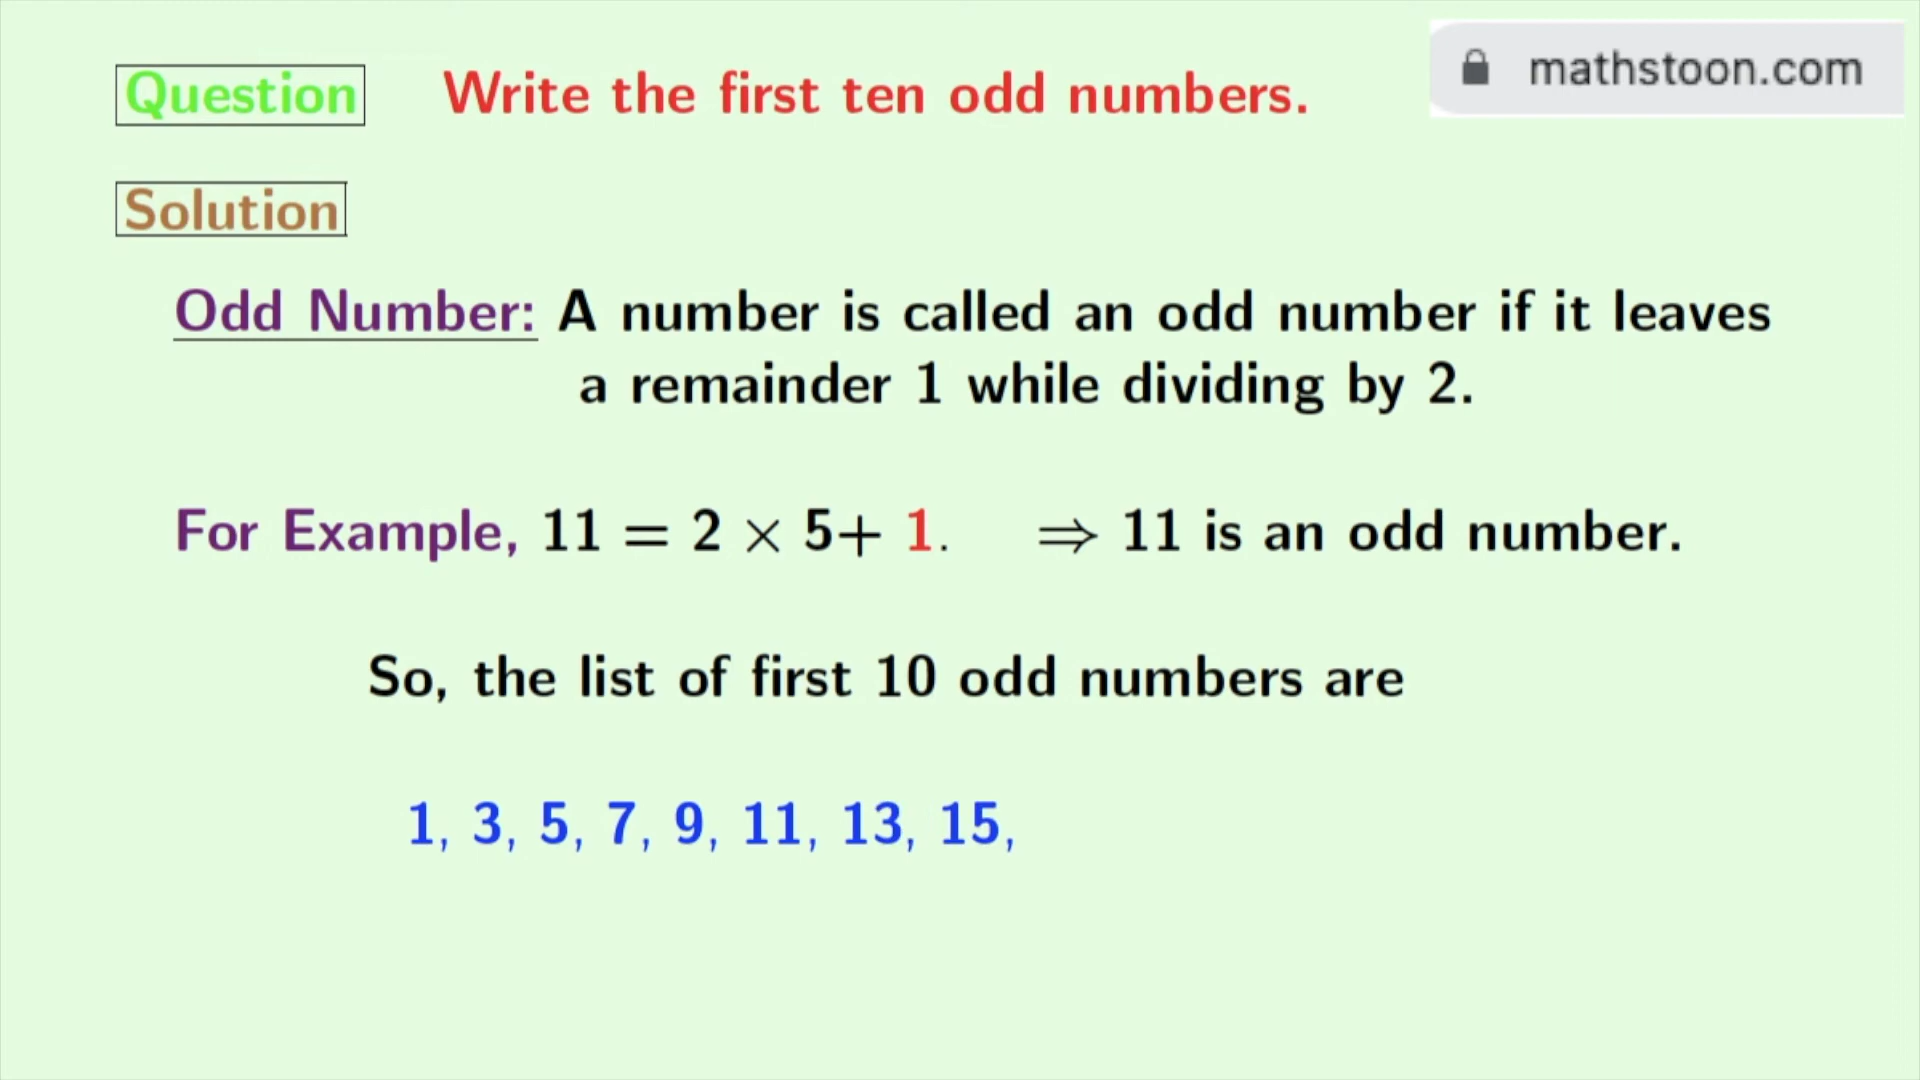 Question Write the first ten odd numbers.
mathstoon.com
Solution
Odd Number: A number is called an odd number if it leaves
a remainder 1 while dividing by 2.
For Example, 11 = 2 × 5+ 1. ⇒ 11 is an odd number.
So, the list of first 10 odd numbers are
1, 3, 5, 7, 9, 11, 13, 15,